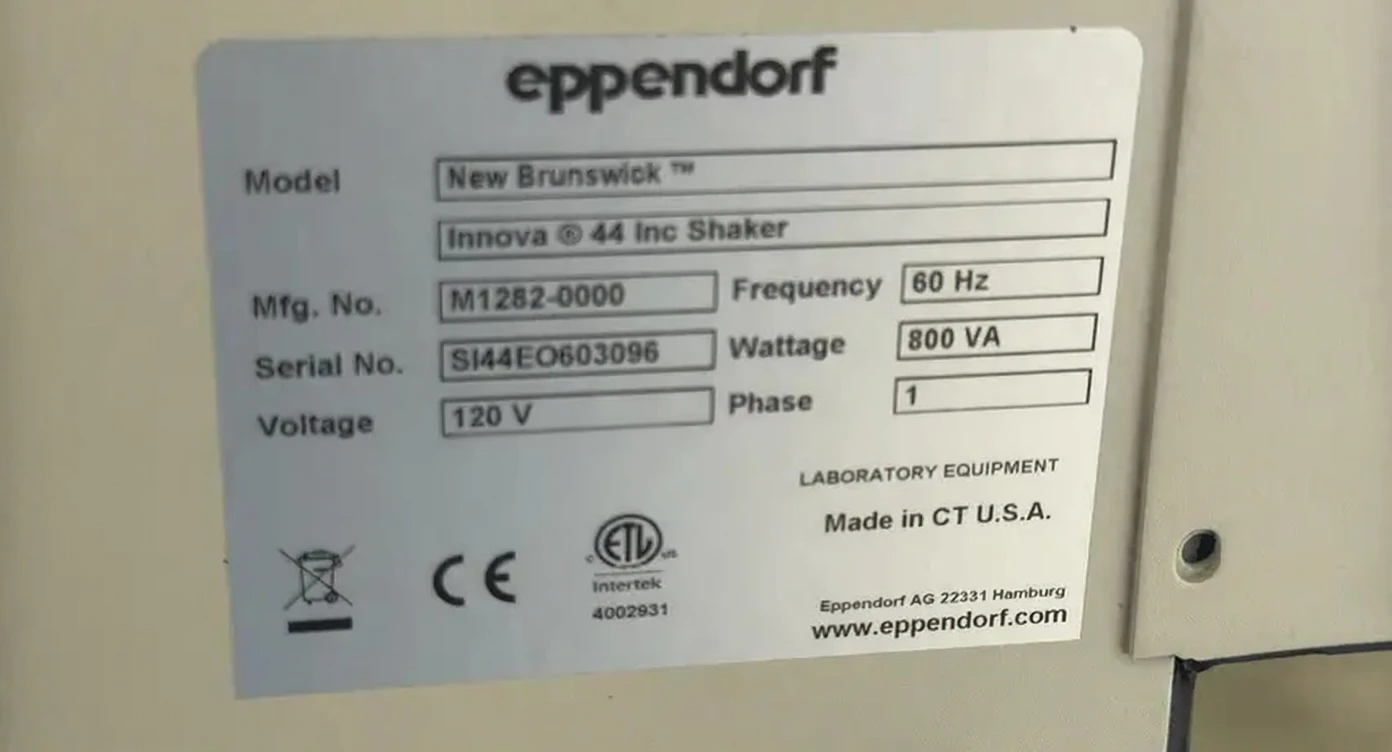 eppendorf
Model New Brunswick ™
Innova ® 44 Inc Shaker
Mfg. No. M1282-0000 Frequency 60 Hz
Serial No. SI44EO603096 Wattage 800 VA
Voltage 120 V Phase 1
LABORATORY EQUIPMENT
Made in CT U.S.A.
CE
c ETL us
Intertek
4002931
Eppendorf AG 22331 Hamburg
www.eppendorf.com